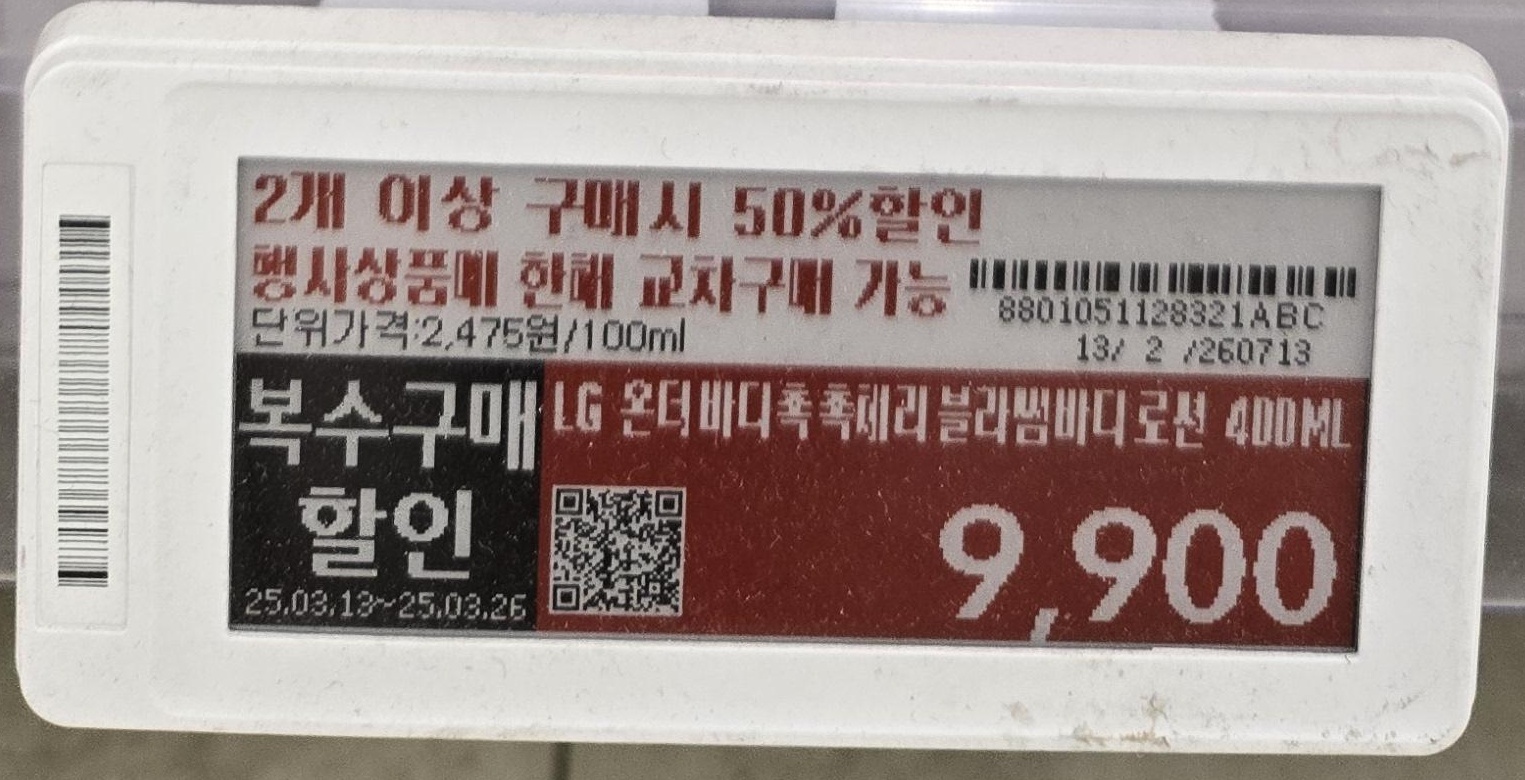 2개 이상 구매시 50%할인
행사상품에 한해 교차구매 가능
단위가격:2,475원/100ml
8801051128321ABC
13/ 2 /260713
복수구매
할인
25.03.13~25.03.26
LG 온더바디촉촉체리블라썸바디로션 400ML
9,900